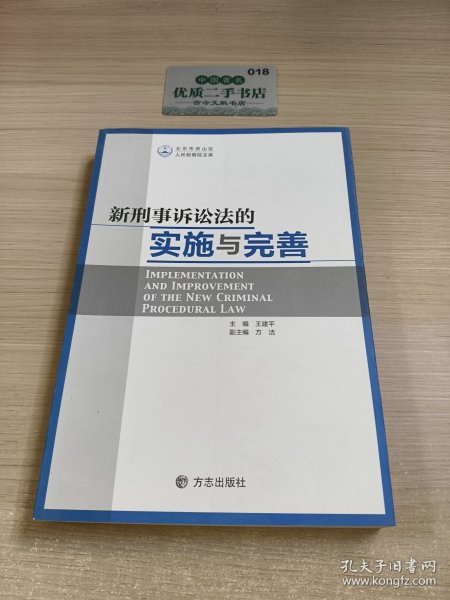 018
中国著名
优质二手书店
古今文献书店
北京市房山区
人民检察院文库
新刑事诉讼法的
实施与完善
IMPLEMENTATION
AND IMPROVEMENT
OF THE NEW CRIMINAL
PROCEDURAL LAW
主 编 王建平
副主编 方 洁
方志出版社
孔夫子旧书网
www.kongfz.com